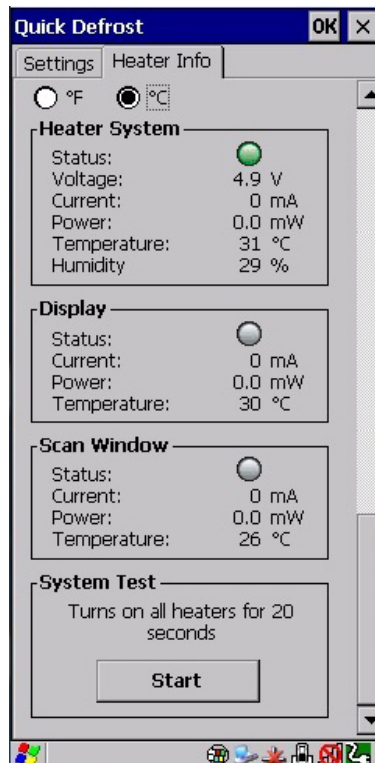 Quick Defrost OK ×
Settings Heater Info
°F °C
Heater System
Status:
Voltage: 4.9 V
Current: 0 mA
Power: 0.0 mW
Temperature: 31 °C
Humidity 29 %
Display
Status:
Current: 0 mA
Power: 0.0 mW
Temperature: 30 °C
Scan Window
Status:
Current: 0 mA
Power: 0.0 mW
Temperature: 26 °C
System Test
Turns on all heaters for 20
seconds
Start